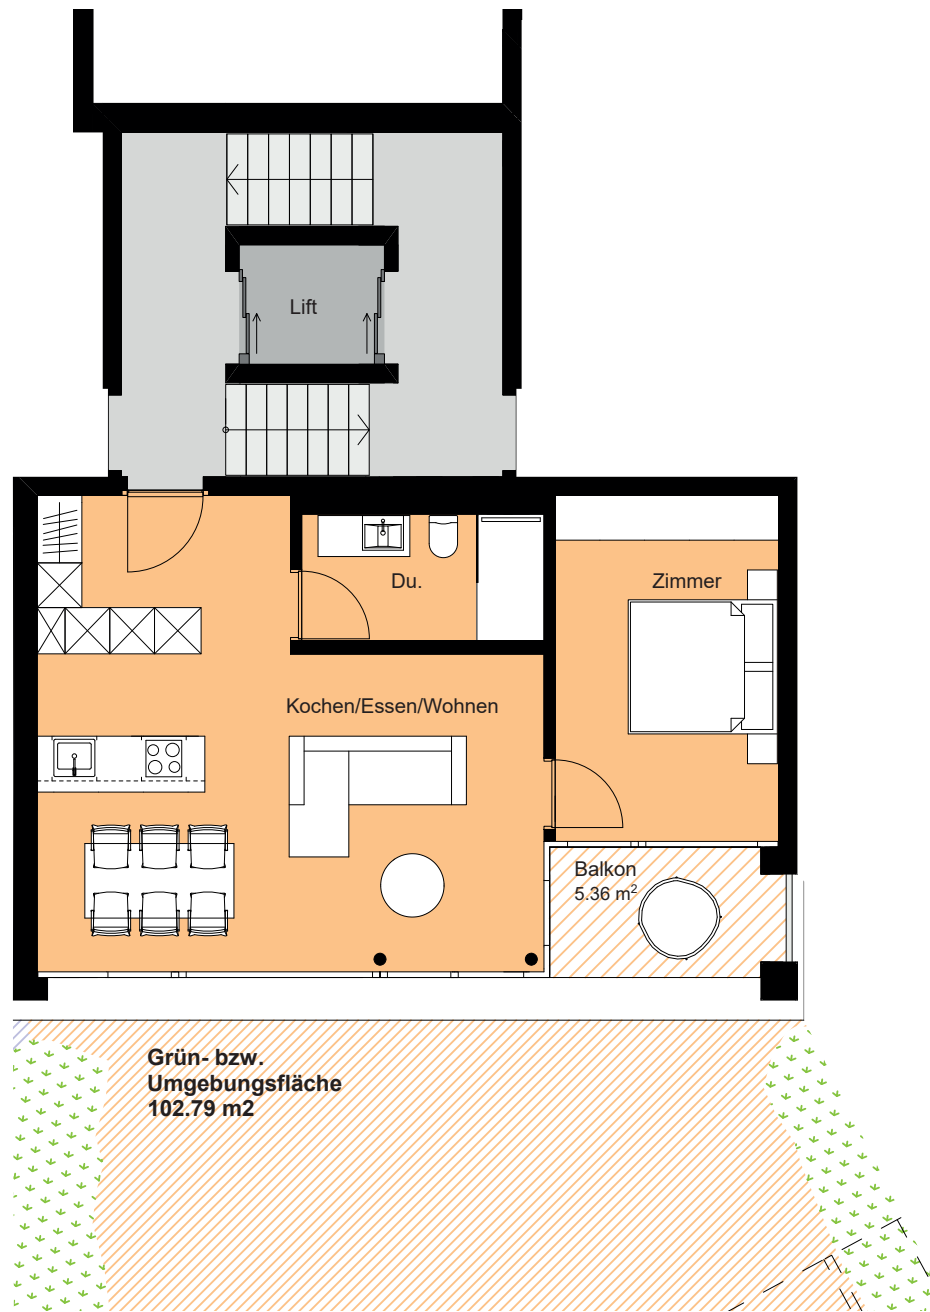 Lift
Du.
Zimmer
Kochen/Essen/Wohnen
Balkon
5.36 m²
Grün- bzw.
Umgebungsfläche
102.79 m2